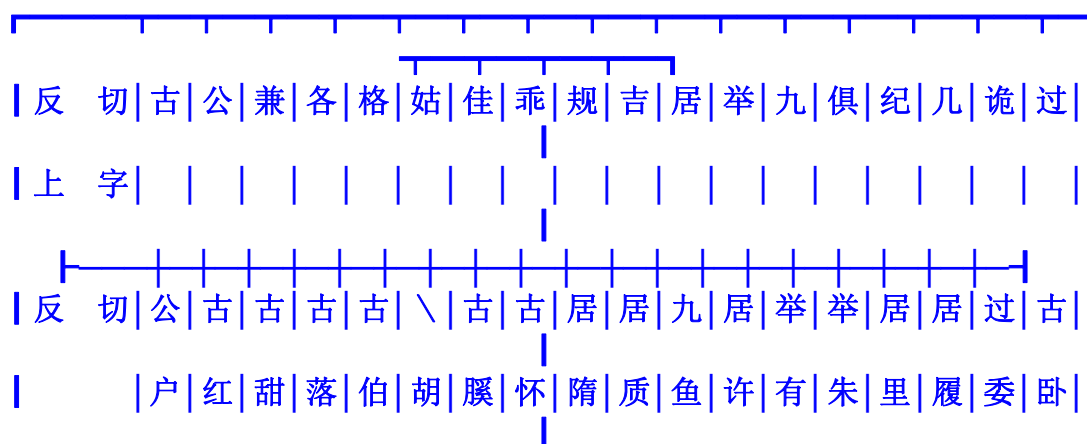 反 切 古 公 兼 各 格 姑 佳 乖 规 吉 居 举 九 俱 纪 几 诡 过
上 字
反 切 公 古 古 古 古 \ 古 古 居 居 九 居 举 举 居 居 过 古
户 红 甜 落 伯 胡 膎 怀 隋 质 鱼 许 有 朱 里 履 委 卧